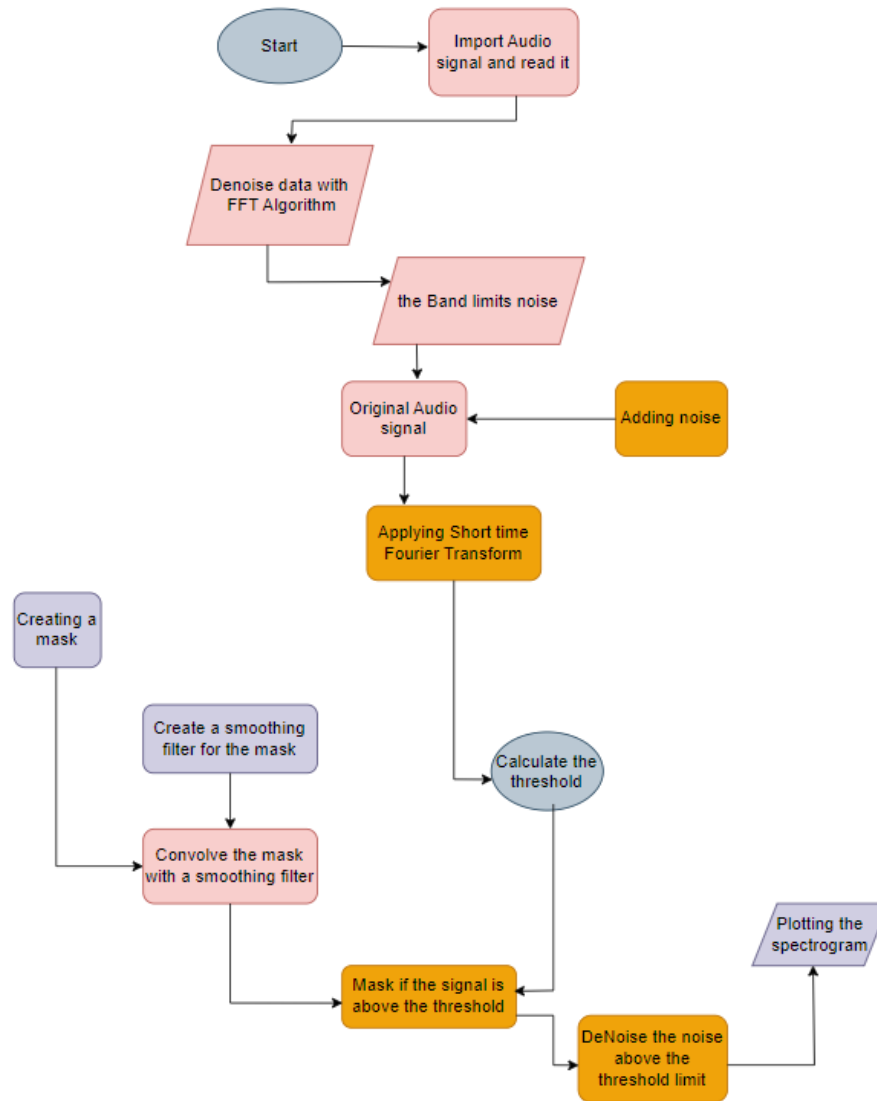 Start
Import Audio
signal and read it
Denoise data with
FFT Algorithm
the Band limits noise
Original Audio
signal
Adding noise
Applying Short time
Fourier Transform
Creating a
mask
Create a smoothing
filter for the mask
Calculate the
threshold
Convolve the mask
with a smoothing filter
Plotting the
spectrogram
Mask if the signal is
above the threshold
DeNoise the noise
above the
threshold limit